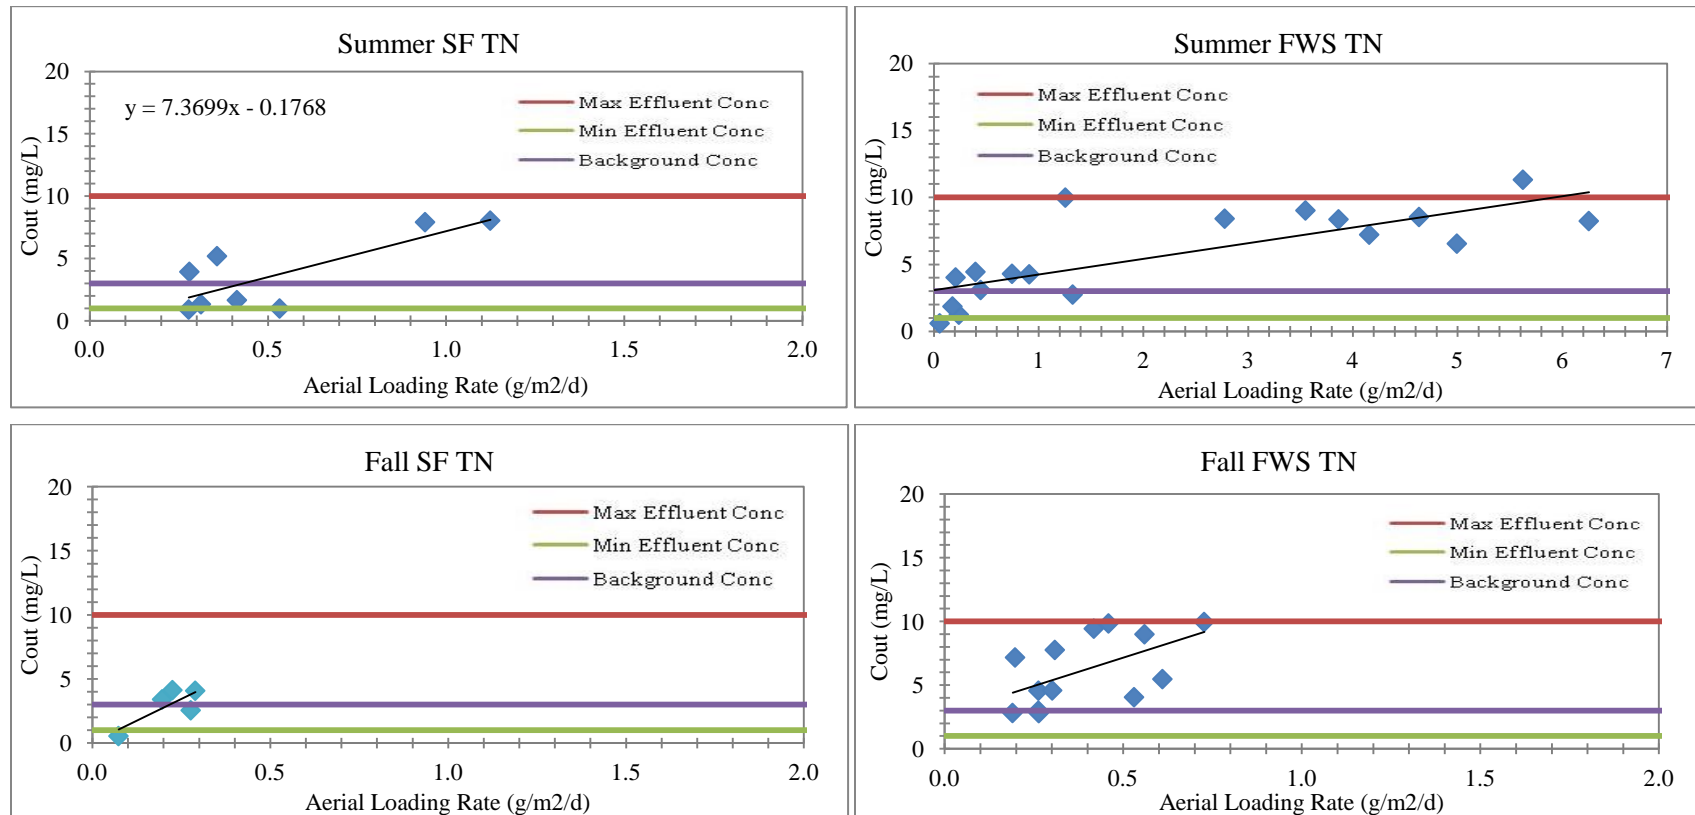 Summer SF TN
20
15
10
5
0
Cout (mg/L)
y = 7.3699x - 0.1768
Max Effluent Conc
Min Effluent Conc
Background Conc
0.0 0.5 1.0 1.5 2.0
Aerial Loading Rate (g/m2/d)
Summer FWS TN
20
15
10
5
0
Cout (mg/L)
Max Effluent Conc
Min Effluent Conc
Background Conc
0 1 2 3 4 5 6 7
Aerial Loading Rate (g/m2/d)
Fall SF TN
20
15
10
5
0
Cout (mg/L)
Max Effluent Conc
Min Effluent Conc
Background Conc
0.0 0.5 1.0 1.5 2.0
Aerial Loading Rate (g/m2/d)
Fall FWS TN
20
15
10
5
0
Cout (mg/L)
Max Effluent Conc
Min Effluent Conc
Background Conc
0.0 0.5 1.0 1.5 2.0
Aerial Loading Rate (g/m2/d)